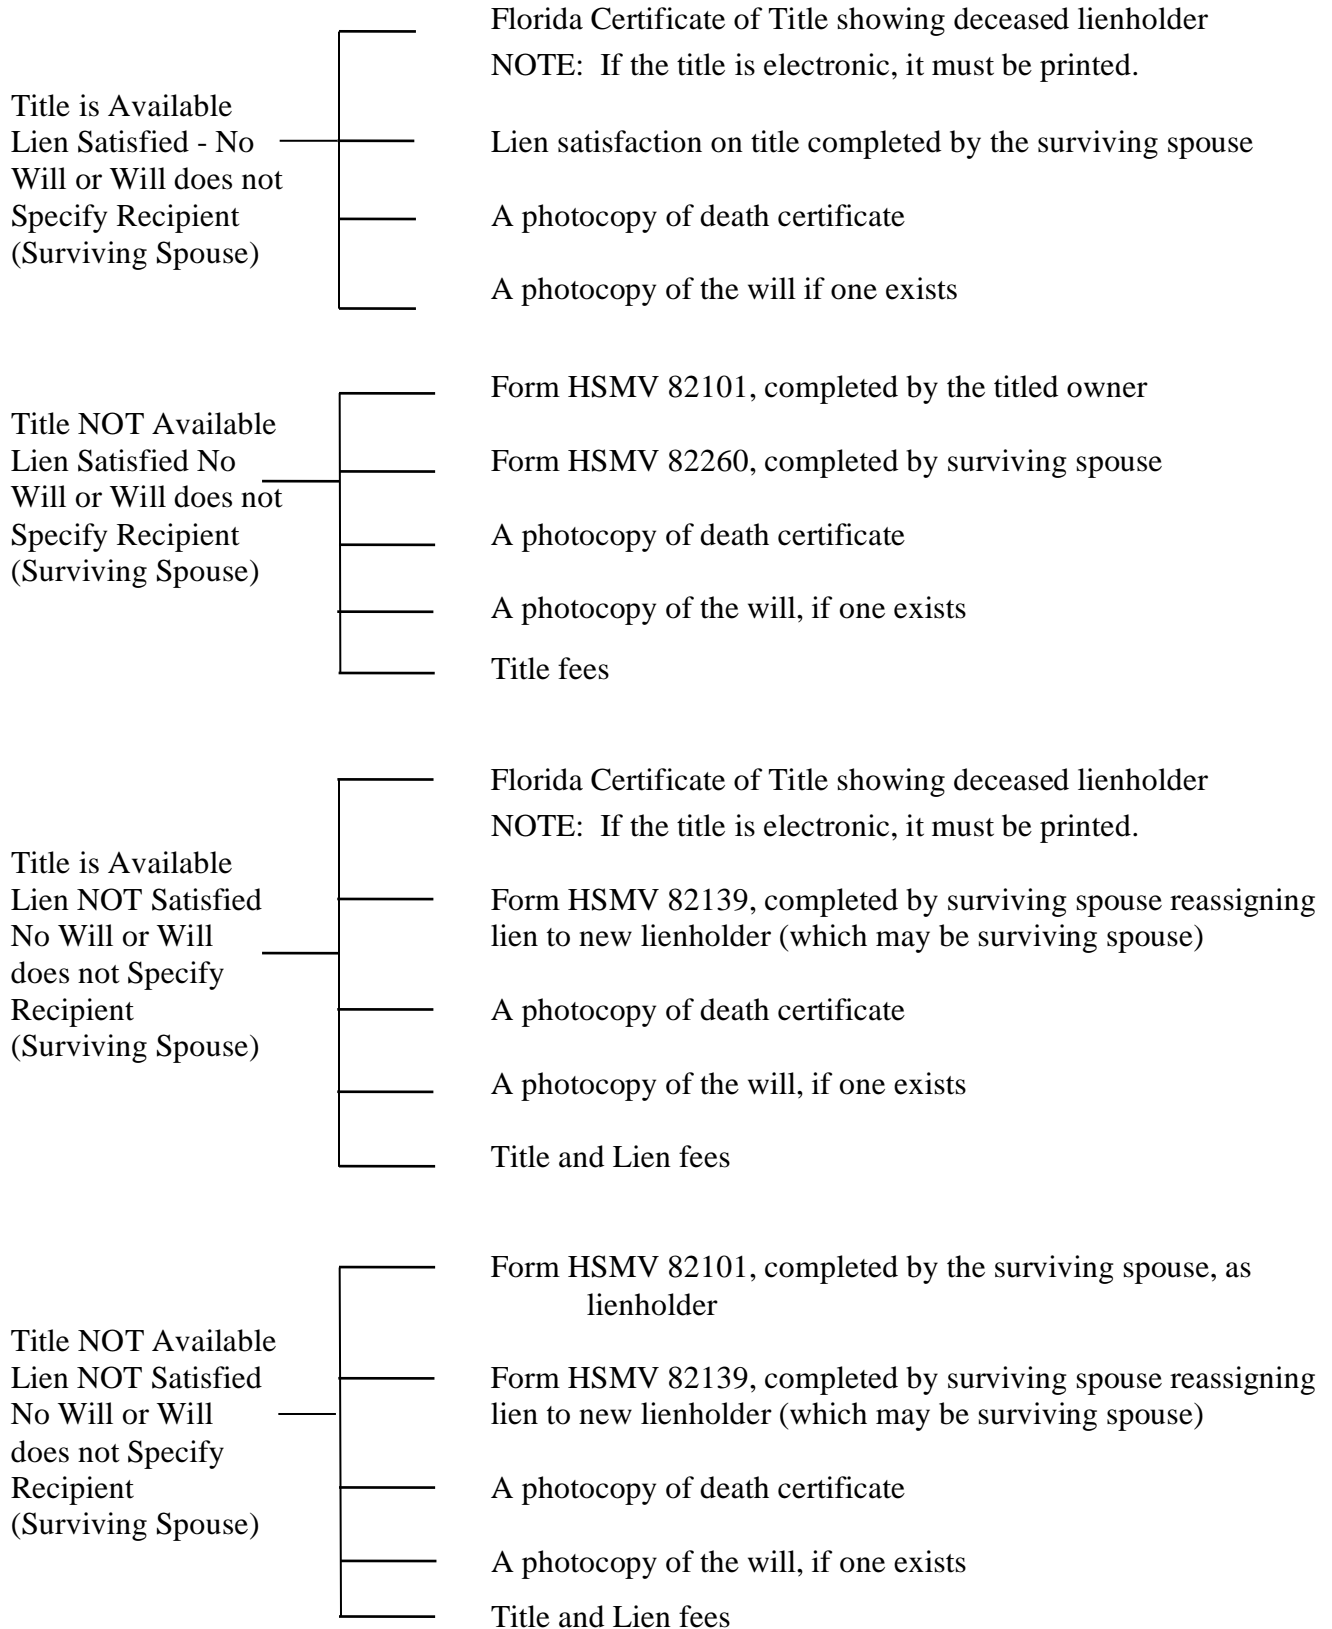 Title is Available
Lien Satisfied - No
Will or Will does not
Specify Recipient
(Surviving Spouse)
Florida Certificate of Title showing deceased lienholder
NOTE:  If the title is electronic, it must be printed.
Lien satisfaction on title completed by the surviving spouse
A photocopy of death certificate
A photocopy of the will if one exists
Title NOT Available
Lien Satisfied No
Will or Will does not
Specify Recipient
(Surviving Spouse)
Form HSMV 82101, completed by the titled owner
Form HSMV 82260, completed by surviving spouse
A photocopy of death certificate
A photocopy of the will, if one exists
Title fees
Title is Available
Lien NOT Satisfied
No Will or Will
does not Specify
Recipient
(Surviving Spouse)
Florida Certificate of Title showing deceased lienholder
NOTE:  If the title is electronic, it must be printed.
Form HSMV 82139, completed by surviving spouse reassigning
lien to new lienholder (which may be surviving spouse)
A photocopy of death certificate
A photocopy of the will, if one exists
Title and Lien fees
Title NOT Available
Lien NOT Satisfied
No Will or Will
does not Specify
Recipient
(Surviving Spouse)
Form HSMV 82101, completed by the surviving spouse, as
lienholder
Form HSMV 82139, completed by surviving spouse reassigning
lien to new lienholder (which may be surviving spouse)
A photocopy of death certificate
A photocopy of the will, if one exists
Title and Lien fees